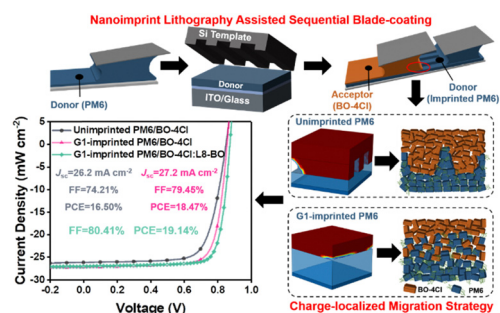 Nanoimprint Lithography Assisted Sequential Blade-coating
Si Template
Donor
ITO/Glass
Donor (PM6)
Acceptor
(BO-4Cl)
Donor
(Imprinted PM6)
Unimprinted PM6/BO-4Cl
G1-imprinted PM6/BO-4Cl
G1-imprinted PM6/BO-4Cl:L8-BO
Jsc=26.2 mA cm-2
FF=74.21%
PCE=16.50%
Jsc=27.2 mA cm-2
FF=79.45%
PCE=18.47%
FF=80.41% PCE=19.14%
Current Density (mW cm-2)
5
0
-5
-10
-15
-20
-25
-30
-0.2 0.0 0.2 0.4 0.6 0.8 1.0
Voltage (V)
Unimprinted PM6
G1-imprinted PM6
BO-4Cl PM6
Charge-localized Migration Strategy